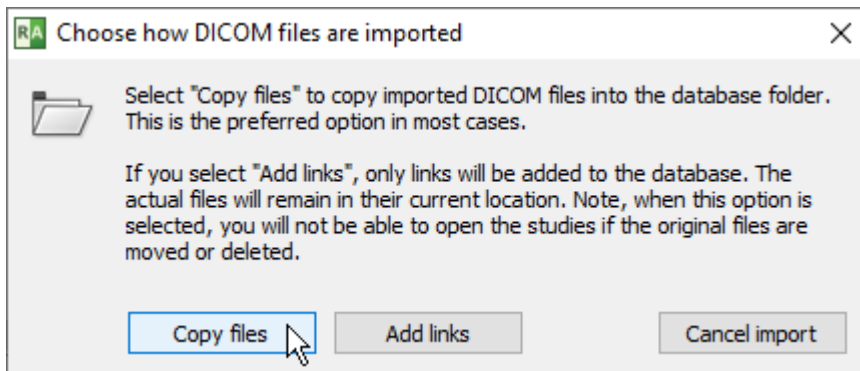 RA Choose how DICOM files are imported
Select "Copy files" to copy imported DICOM files into the database folder.
This is the preferred option in most cases.
If you select "Add links", only links will be added to the database. The
actual files will remain in their current location. Note, when this option is
selected, you will not be able to open the studies if the original files are
moved or deleted.
Copy files Add links Cancel import